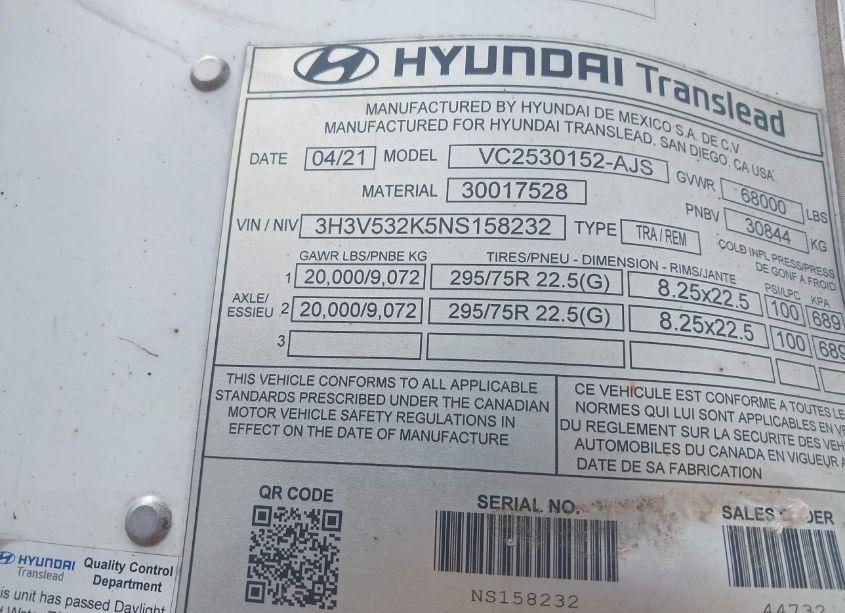 HYUNDAI Translead
MANUFACTURED BY HYUNDAI DE MEXICO S.A. DE C.V.
MANUFACTURED FOR HYUNDAI TRANSLEAD, SAN DIEGO, CA USA
DATE 04/21 MODEL VC2530152-AJS GVWR 68000 LBS
MATERIAL 30017528 PNBV 30844 KG
VIN / NIV 3H3V532K5NS158232 TYPE TRA / REM
COLD INFL PRESS/PRESS
DE GONF A FROID
GAWR LBS/PNBE KG TIRES/PNEU - DIMENSIÓN - RIMS/JANTE PSI/LPC KPA
AXLE/
ESSIEU
1 20,000/9,072 295/75R 22.5(G) 8.25x22.5 100 689
2 20,000/9,072 295/75R 22.5(G) 8.25x22.5 100 689
3
THIS VEHICLE CONFORMS TO ALL APPLICABLE
STANDARDS PRESCRIBED UNDER THE CANADIAN
MOTOR VEHICLE SAFETY REGULATIONS IN
EFFECT ON THE DATE OF MANUFACTURE
CE VEHICULE EST CONFORME A TOUTES LE
NORMES QUI LUI SONT APPLICABLES EN V
DU REGLEMENT SUR LA SECURITE DES VEH
AUTOMOBILES DU CANADA EN VIGUEUR A
DATE DE SA FABRICATION
QR CODE
SERIAL NO.
NS158232
SALES
HYUNDAI
Translead
Quality Control
Department
is unit has passed Daylight